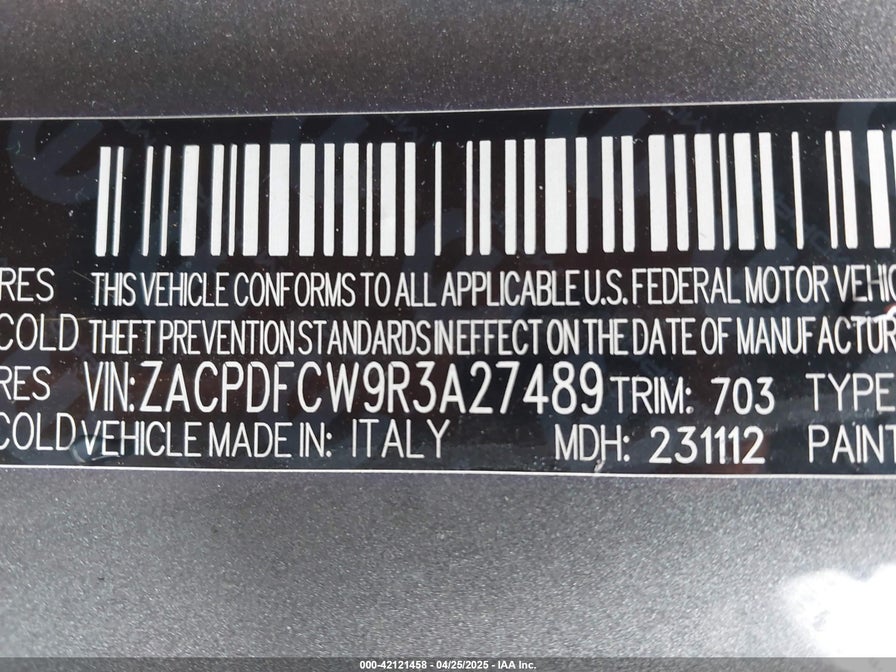 RES THIS VEHICLE CONFORMS TO ALL APPLICABLE U.S. FEDERAL MOTOR
COLD THEFT PREVENTION STANDARDS IN EFFECT ON THE DATE OF
RES VIN: ZACPDFCW9R3A27489 TRIM: 703 TYPE
COLD VEHICLE MADE IN: ITALY MDH: 231112 PAINT
000-42121458 - 04/25/2025 - IAA Inc.